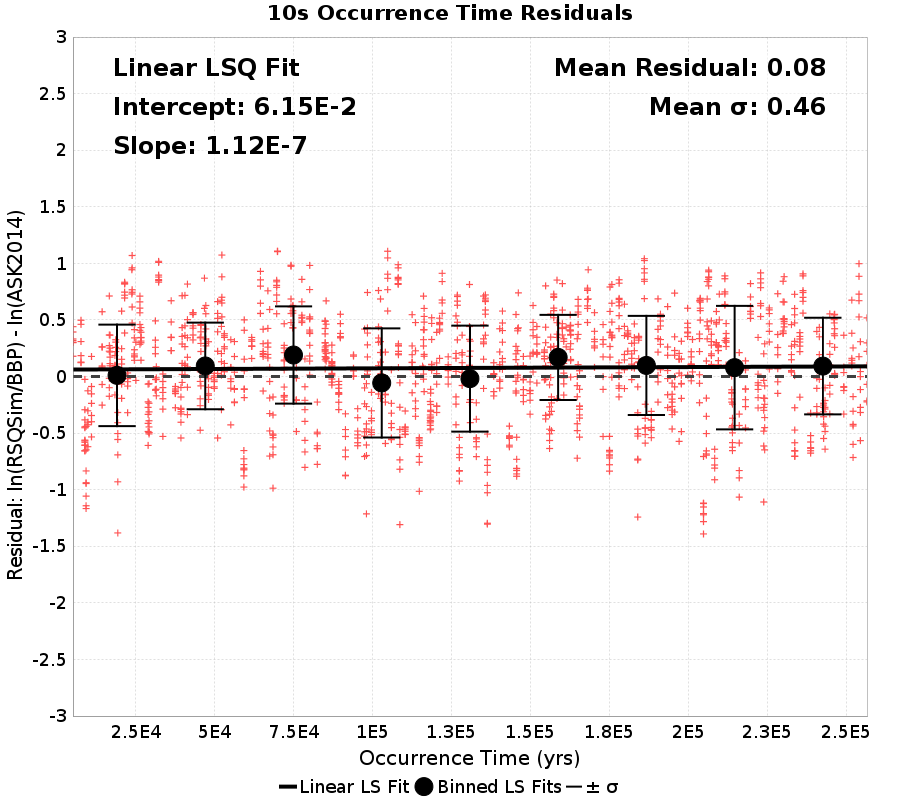 10s Occurrence Time Residuals
Linear LSQ Fit
Intercept: 6.15E-2
Slope: 1.12E-7
Mean Residual: 0.08
Mean σ: 0.46
Residual: ln(RSQSim/BBP) - ln(ASK2014)
3
2.5
2
1.5
1
0.5
0
-0.5
-1
-1.5
-2
-2.5
-3
2.5E4 5E4 7.5E4 1E5 1.3E5 1.5E5 1.8E5 2E5 2.3E5 2.5E5
Occurrence Time (yrs)
Linear LS Fit Binned LS Fits ± σ